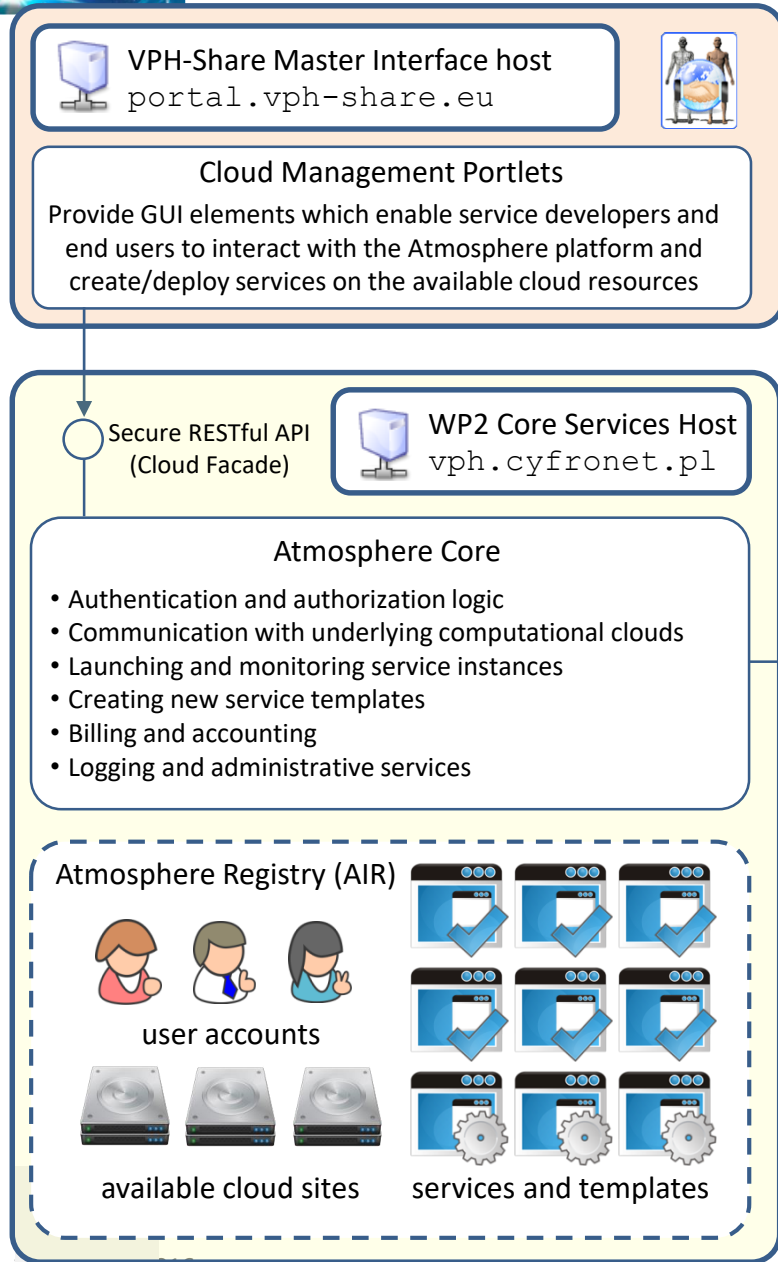 VPH-Share Master Interface host
portal.vph-share.eu
Cloud Management Portlets
Provide GUI elements which enable service developers and
end users to interact with the Atmosphere platform and
create/deploy services on the available cloud resources
Secure RESTful API
(Cloud Facade)
WP2 Core Services Host
vph.cyfronet.pl
Atmosphere Core
• Authentication and authorization logic
• Communication with underlying computational clouds
• Launching and monitoring service instances
• Creating new service templates
• Billing and accounting
• Logging and administrative services
Atmosphere Registry (AIR)
user accounts
available cloud sites
services and templates